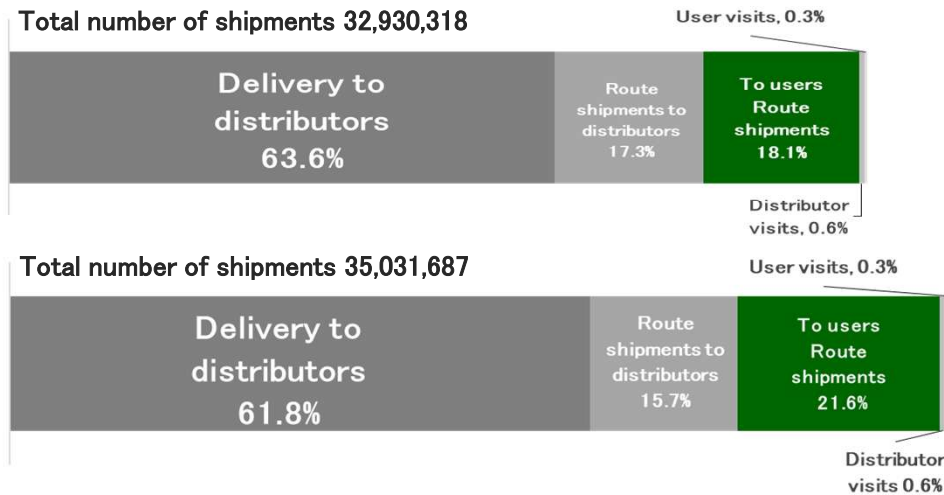 Total number of shipments 32,930,318
User visits, 0.3%
Delivery to
distributors
63.6%
Route
shipments to
distributors
17.3%
To users
Route
shipments
18.1%
Distributor
visits, 0.6%
Total number of shipments 35,031,687
User visits, 0.3%
Delivery to
distributors
61.8%
Route
shipments to
distributors
15.7%
To users
Route
shipments
21.6%
Distributor
visits 0.6%